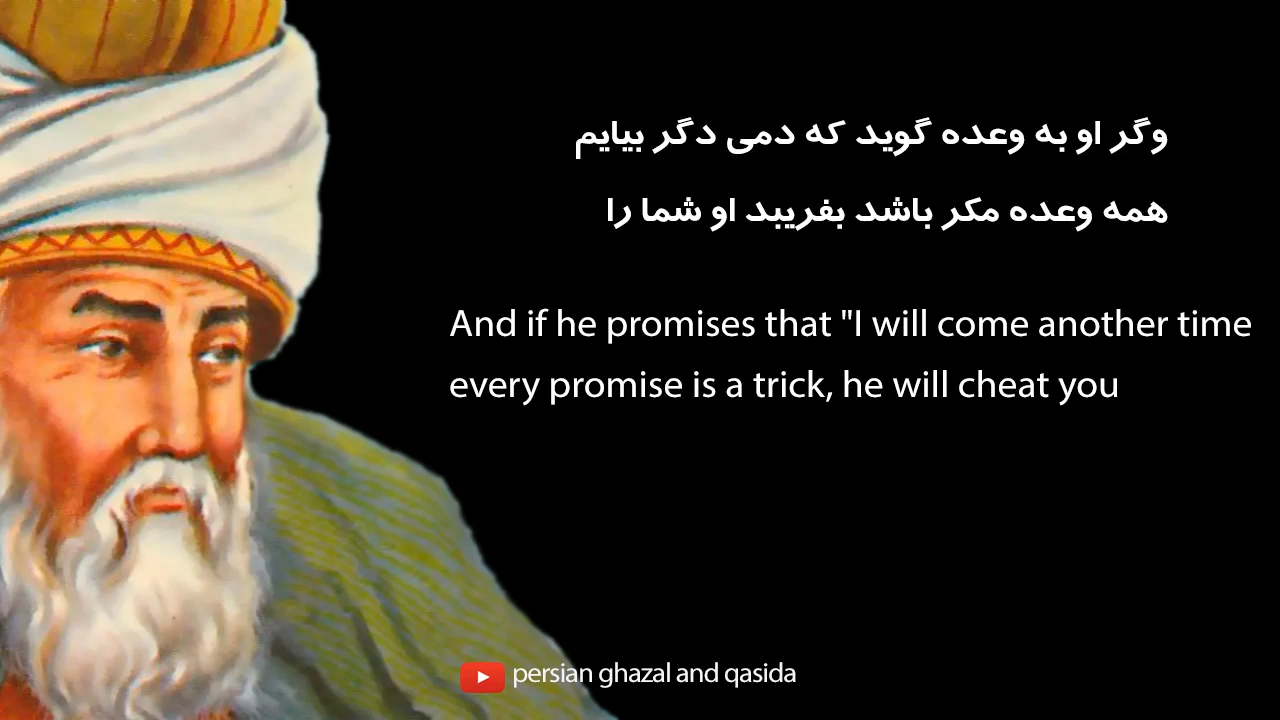 وگر او به وعده گوید که دمی دگر بیایم
همه وعده مکر باشد بفریبد او شما را
And if he promises that "I will come another time
every promise is a trick, he will cheat you
persian ghazal and qasida